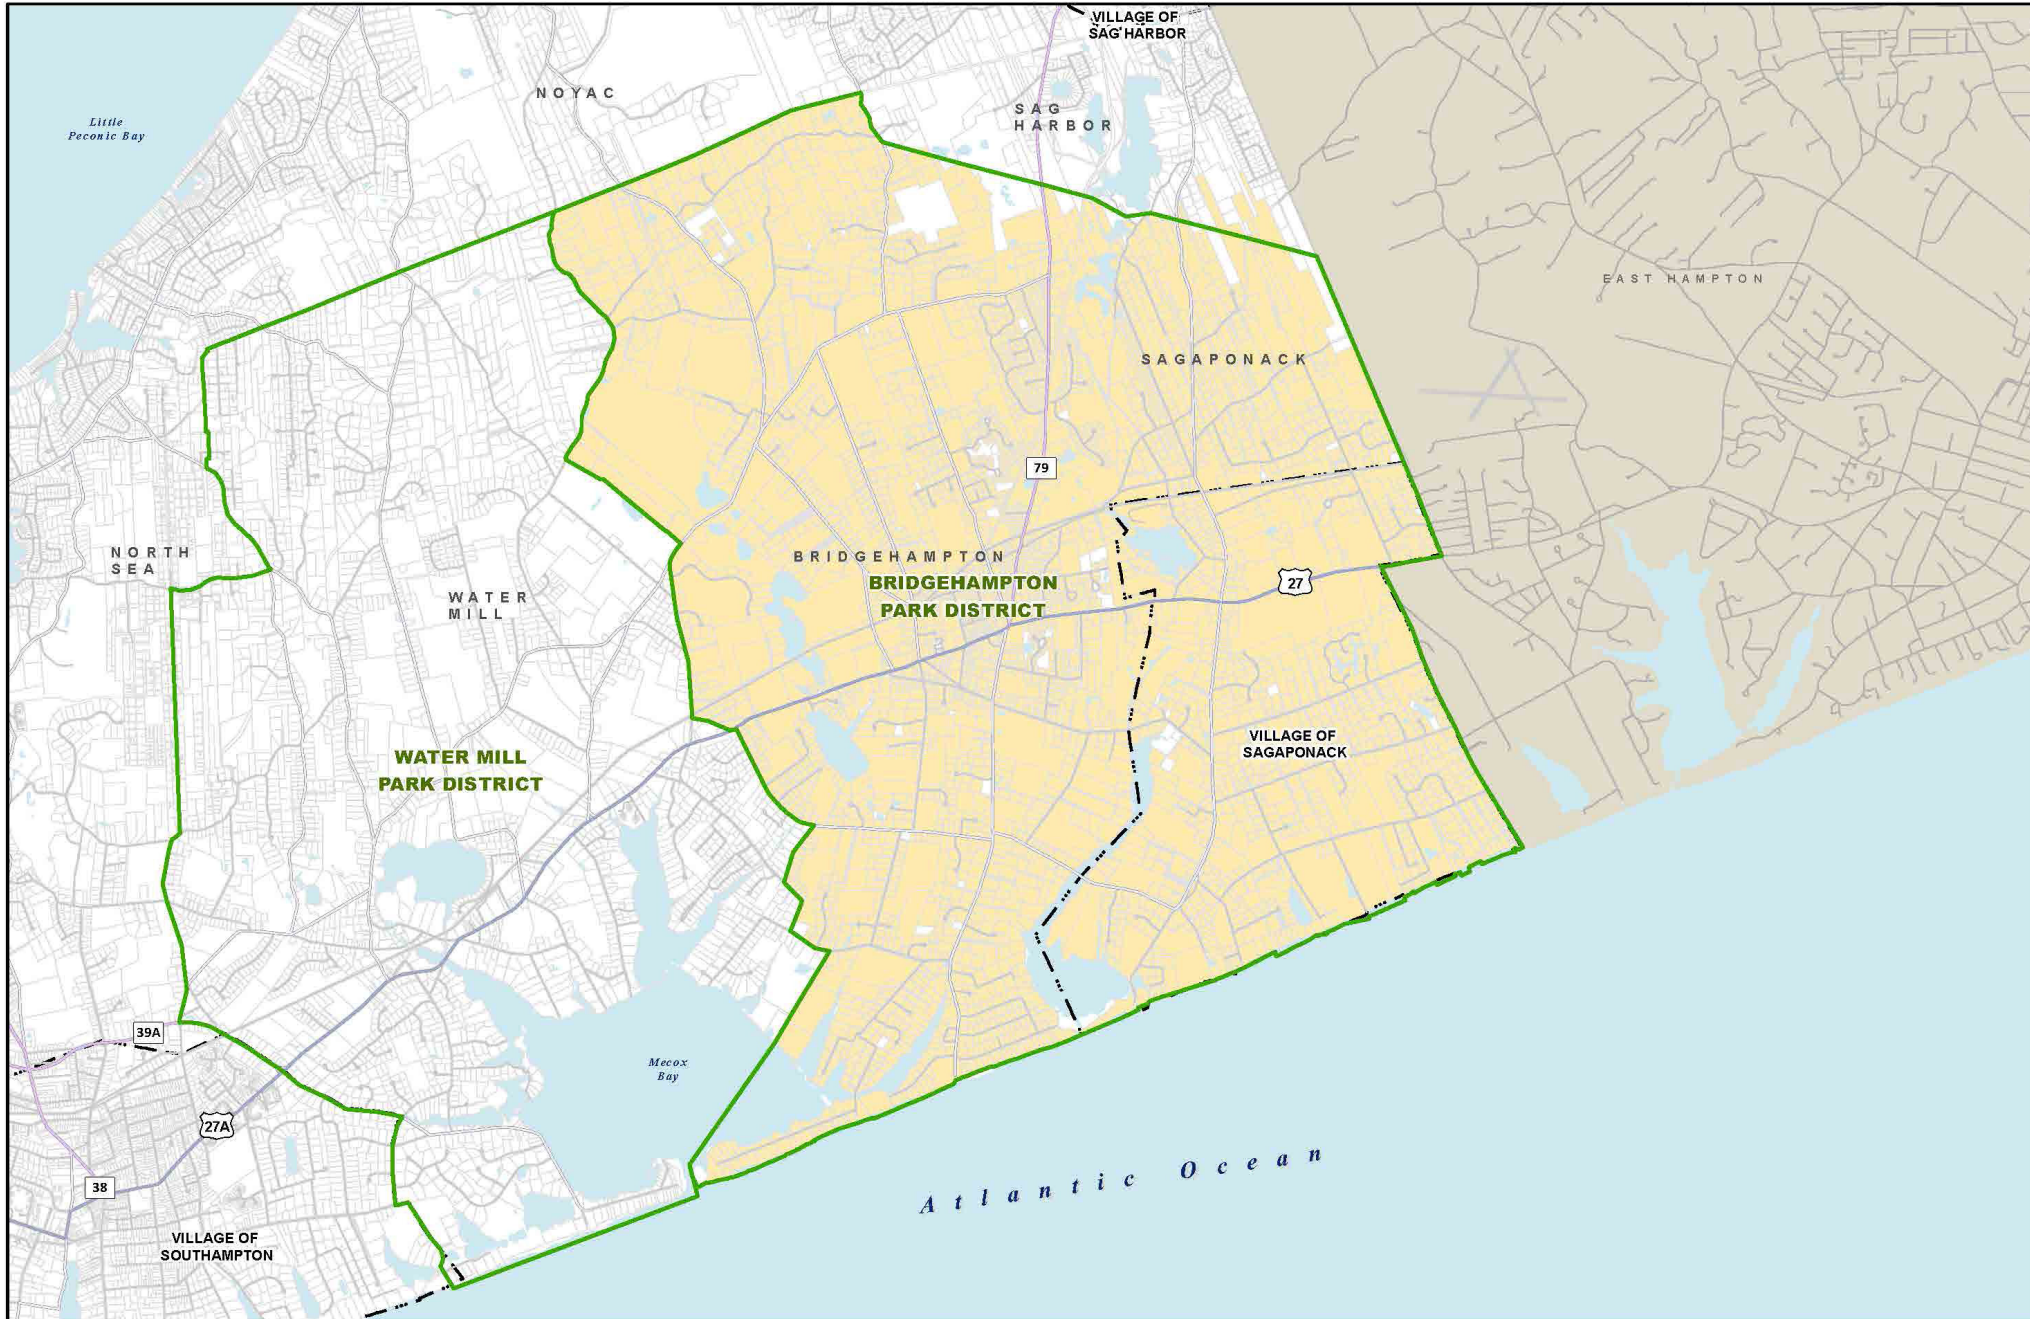 VILLAGE OF
SAG HARBOR
Little
Peconic Bay
NOYAC
SAG
HARBOR
EAST HAMPTON
SAGAPONACK
79
NORTH
SEA
BRIDGEHAMPTON
BRIDGEHAMPTON
PARK DISTRICT
27
WATER
MILL
WATER MILL
PARK DISTRICT
VILLAGE OF
SAGAPONACK
39A
Mecox
Bay
27A
38
Atlantic Ocean
VILLAGE OF
SOUTHAMPTON